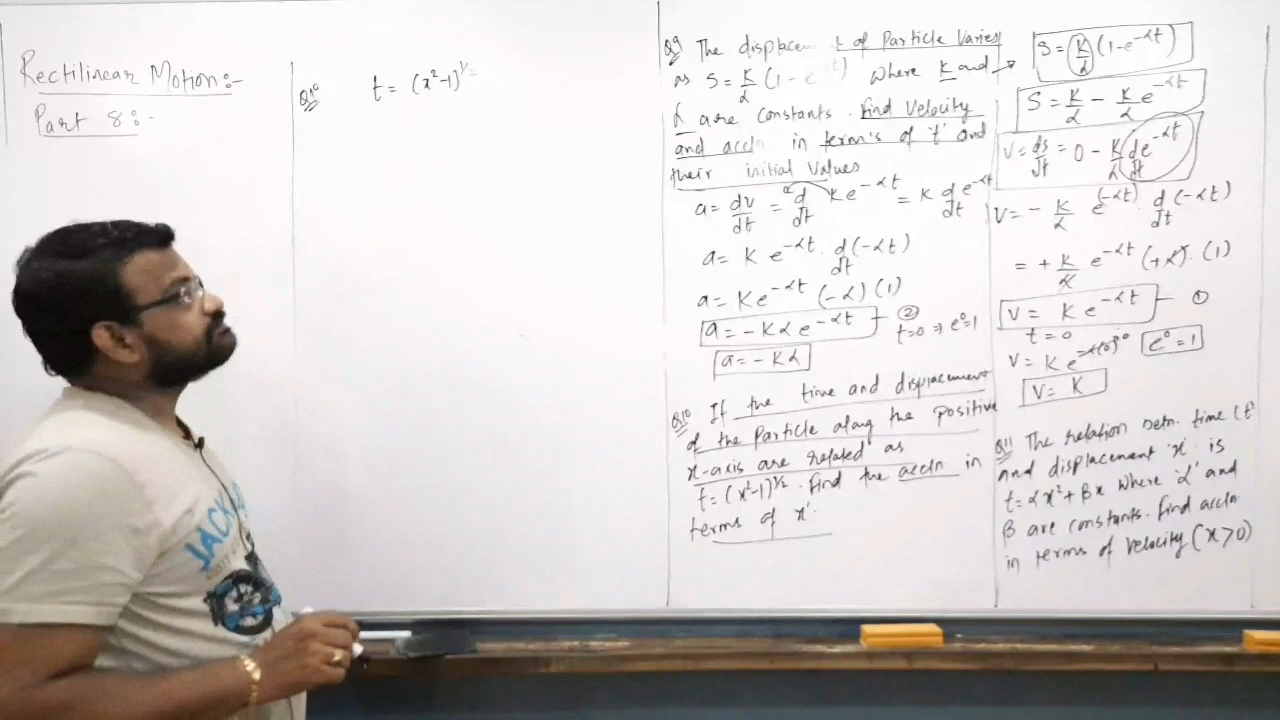 Rectilinear Motion:-
Part 8:-
Q10 t = (x²-1)^1/2
Q9 The displacem t of Particle Varies
as S = K/α (1 - e^-αt) where K and
α are constants. find Velocity
and accln in term's of 't' and
their initial Values
a = dv/dt = d/dt Ke^-αt = K d/dt e^-αt
a = K e^-αt . d/dt (-αt)
a = Ke^-αt (-α) (1)
a = -Kα e^-αt — ②
t=0 ⇒ e⁰=1
a = -Kα
Q10 If the time and displacement
of the Particle along the positive
x-axis are related as
t = (x²-1)^1/2 . find the accln in
terms of 'x'.
S = K/α (1-e^-αt)
S = K/α - K/α e^-αt
V = ds/dt = 0 - K/α d/dt e^-αt
V = - K/α e^(-αt) d/dt (-αt)
= + K/α e^-αt (+α). (1)
V = K e^-αt — ①
t = 0
V = K e^-α(0) e⁰ = 1
V = K
Q11 The relation betn. time 't'
and displacement 'x' is
t = αx² + βx where 'α' and
β are constants. find accln
in terms of velocity (x>0)
JACK